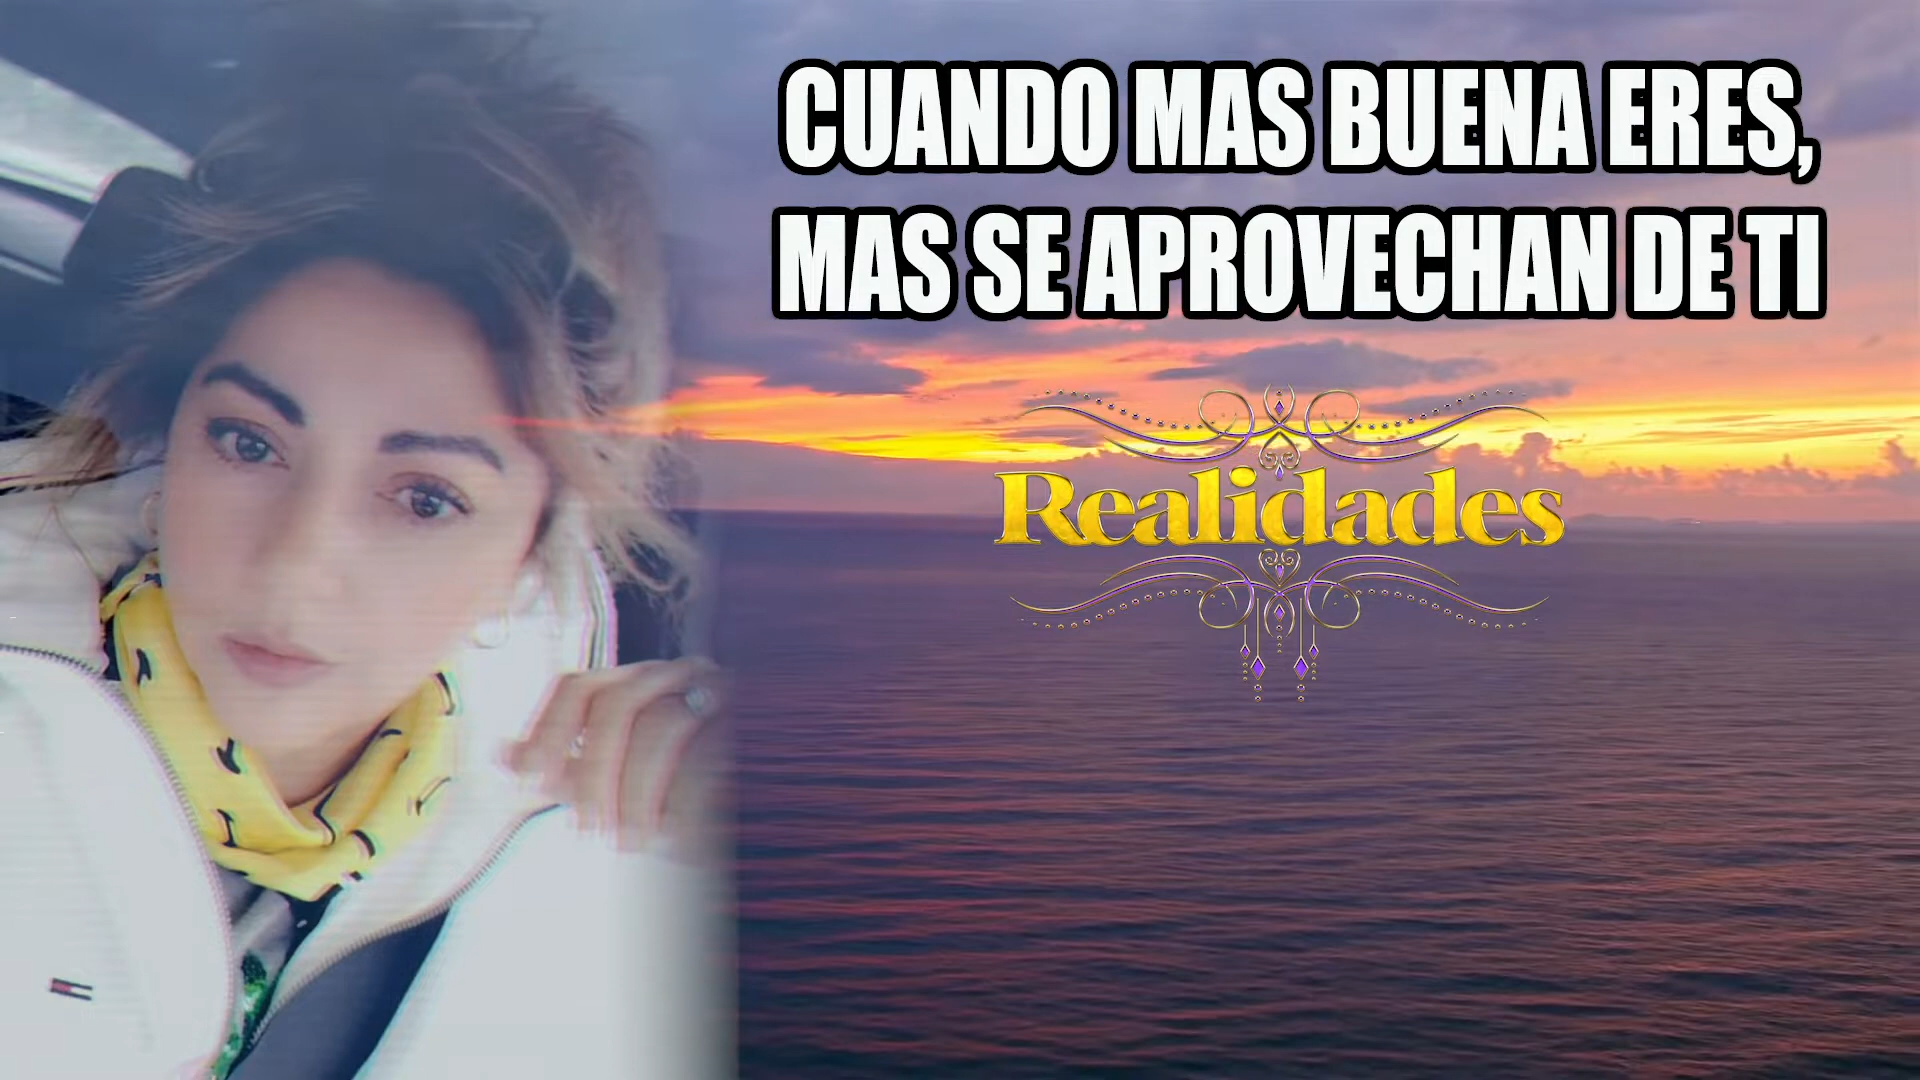 CUANDO MAS BUENA ERES,
MAS SE APROVECHAN DE TI
Realidades